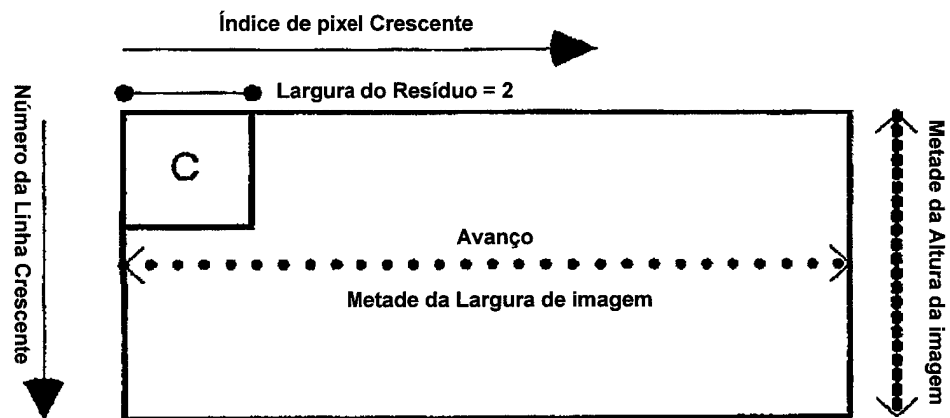 Índice de pixel Crescente
Largura do Resíduo = 2
Número da Linha Crescente
C
Avanço
Metade da Largura de imagem
Metade da Altura da imagem